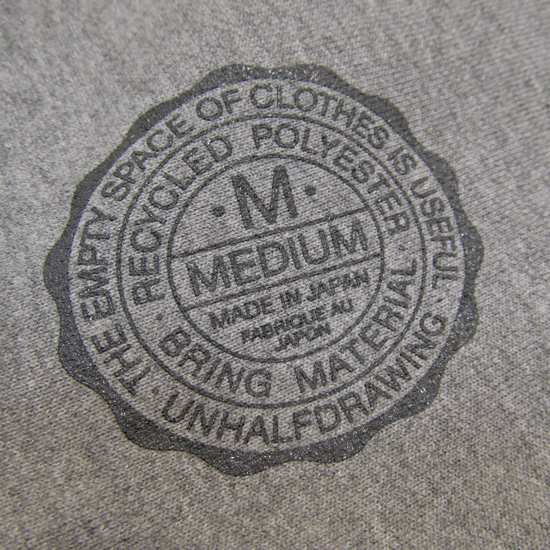 THE EMPTY SPACE OF CLOTHES IS USEFUL ·
UNHALFDRAWING ·
RECYCLED POLYESTER ·
BRING MATERIAL ·
· M ·
MEDIUM
MADE IN JAPAN
FABRIQUE AU
JAPON